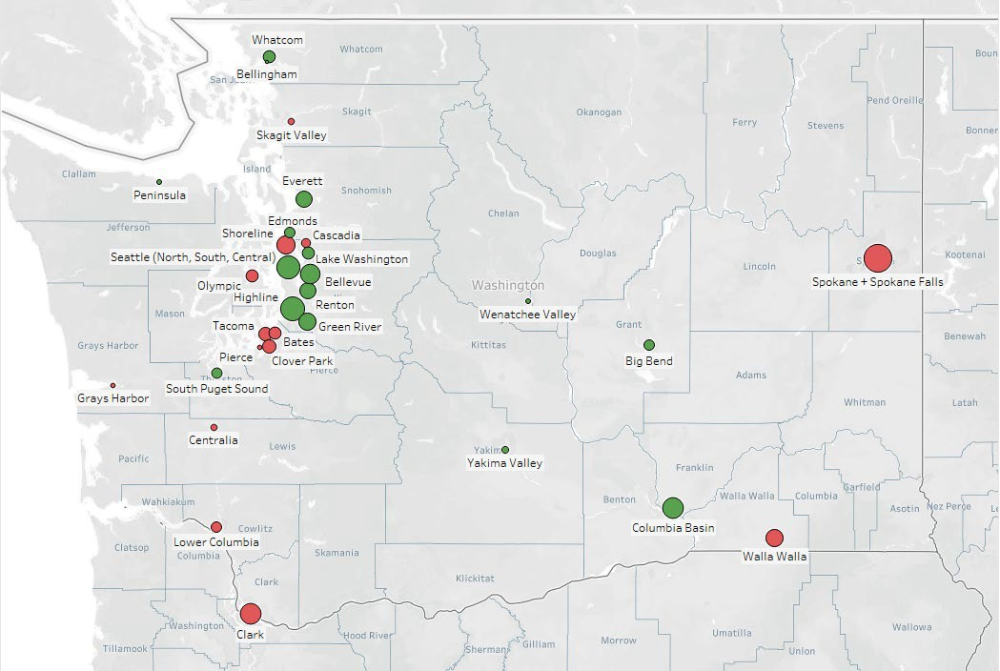 Whatcom
Whatcom
Bellingham
San Juan
Boun
Pend Oreille
Skagit
Okanogan
Ferry
Stevens
Bonner
Skagit Valley
Island
Clallam
Everett
Peninsula
Snohomish
Chelan
Edmonds
Jefferson
Shoreline
Cascadia
Seattle (North, South, Central)
Lake Washington
Douglas
Lincoln
Kootenai
Olympic
Bellevue
Washington
Spokane + Spokane Falls
Highline
Renton
Wenatchee Valley
Mason
Tacoma
Green River
Grant
Benewah
Grays Harbor
Bates
Kittitas
Pierce
Clover Park
Big Bend
Pierce
Adams
South Puget Sound
Grays Harbor
Whitman
Latah
Centralia
Lewis
Yakim
Pacific
Yakima Valley
Franklin
Wahkiakum
Benton
Walla Walla
Columbia
Garfield
Asotin
Nez Perce
Le
Cowlitz
Columbia Basin
Lower Columbia
Clatsop
Columbia
Skamania
Walla Walla
Clark
Klickitat
Washington
Clark
Hood River
Tillamook
Sherman
Gilliam
Morrow
Umatilla
Union
Wallowa